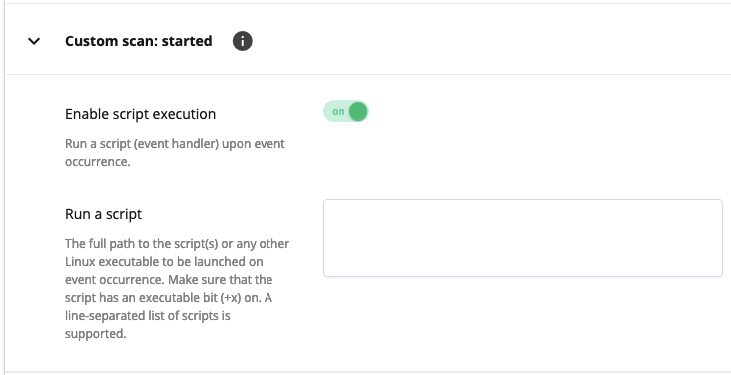 Custom scan: started
Enable script execution
on
Run a script (event handler) upon event
occurrence.
Run a script
The full path to the script(s) or any other
Linux executable to be launched on
event occurrence. Make sure that the
script has an executable bit (+x) on. A
line-separated list of scripts is
supported.